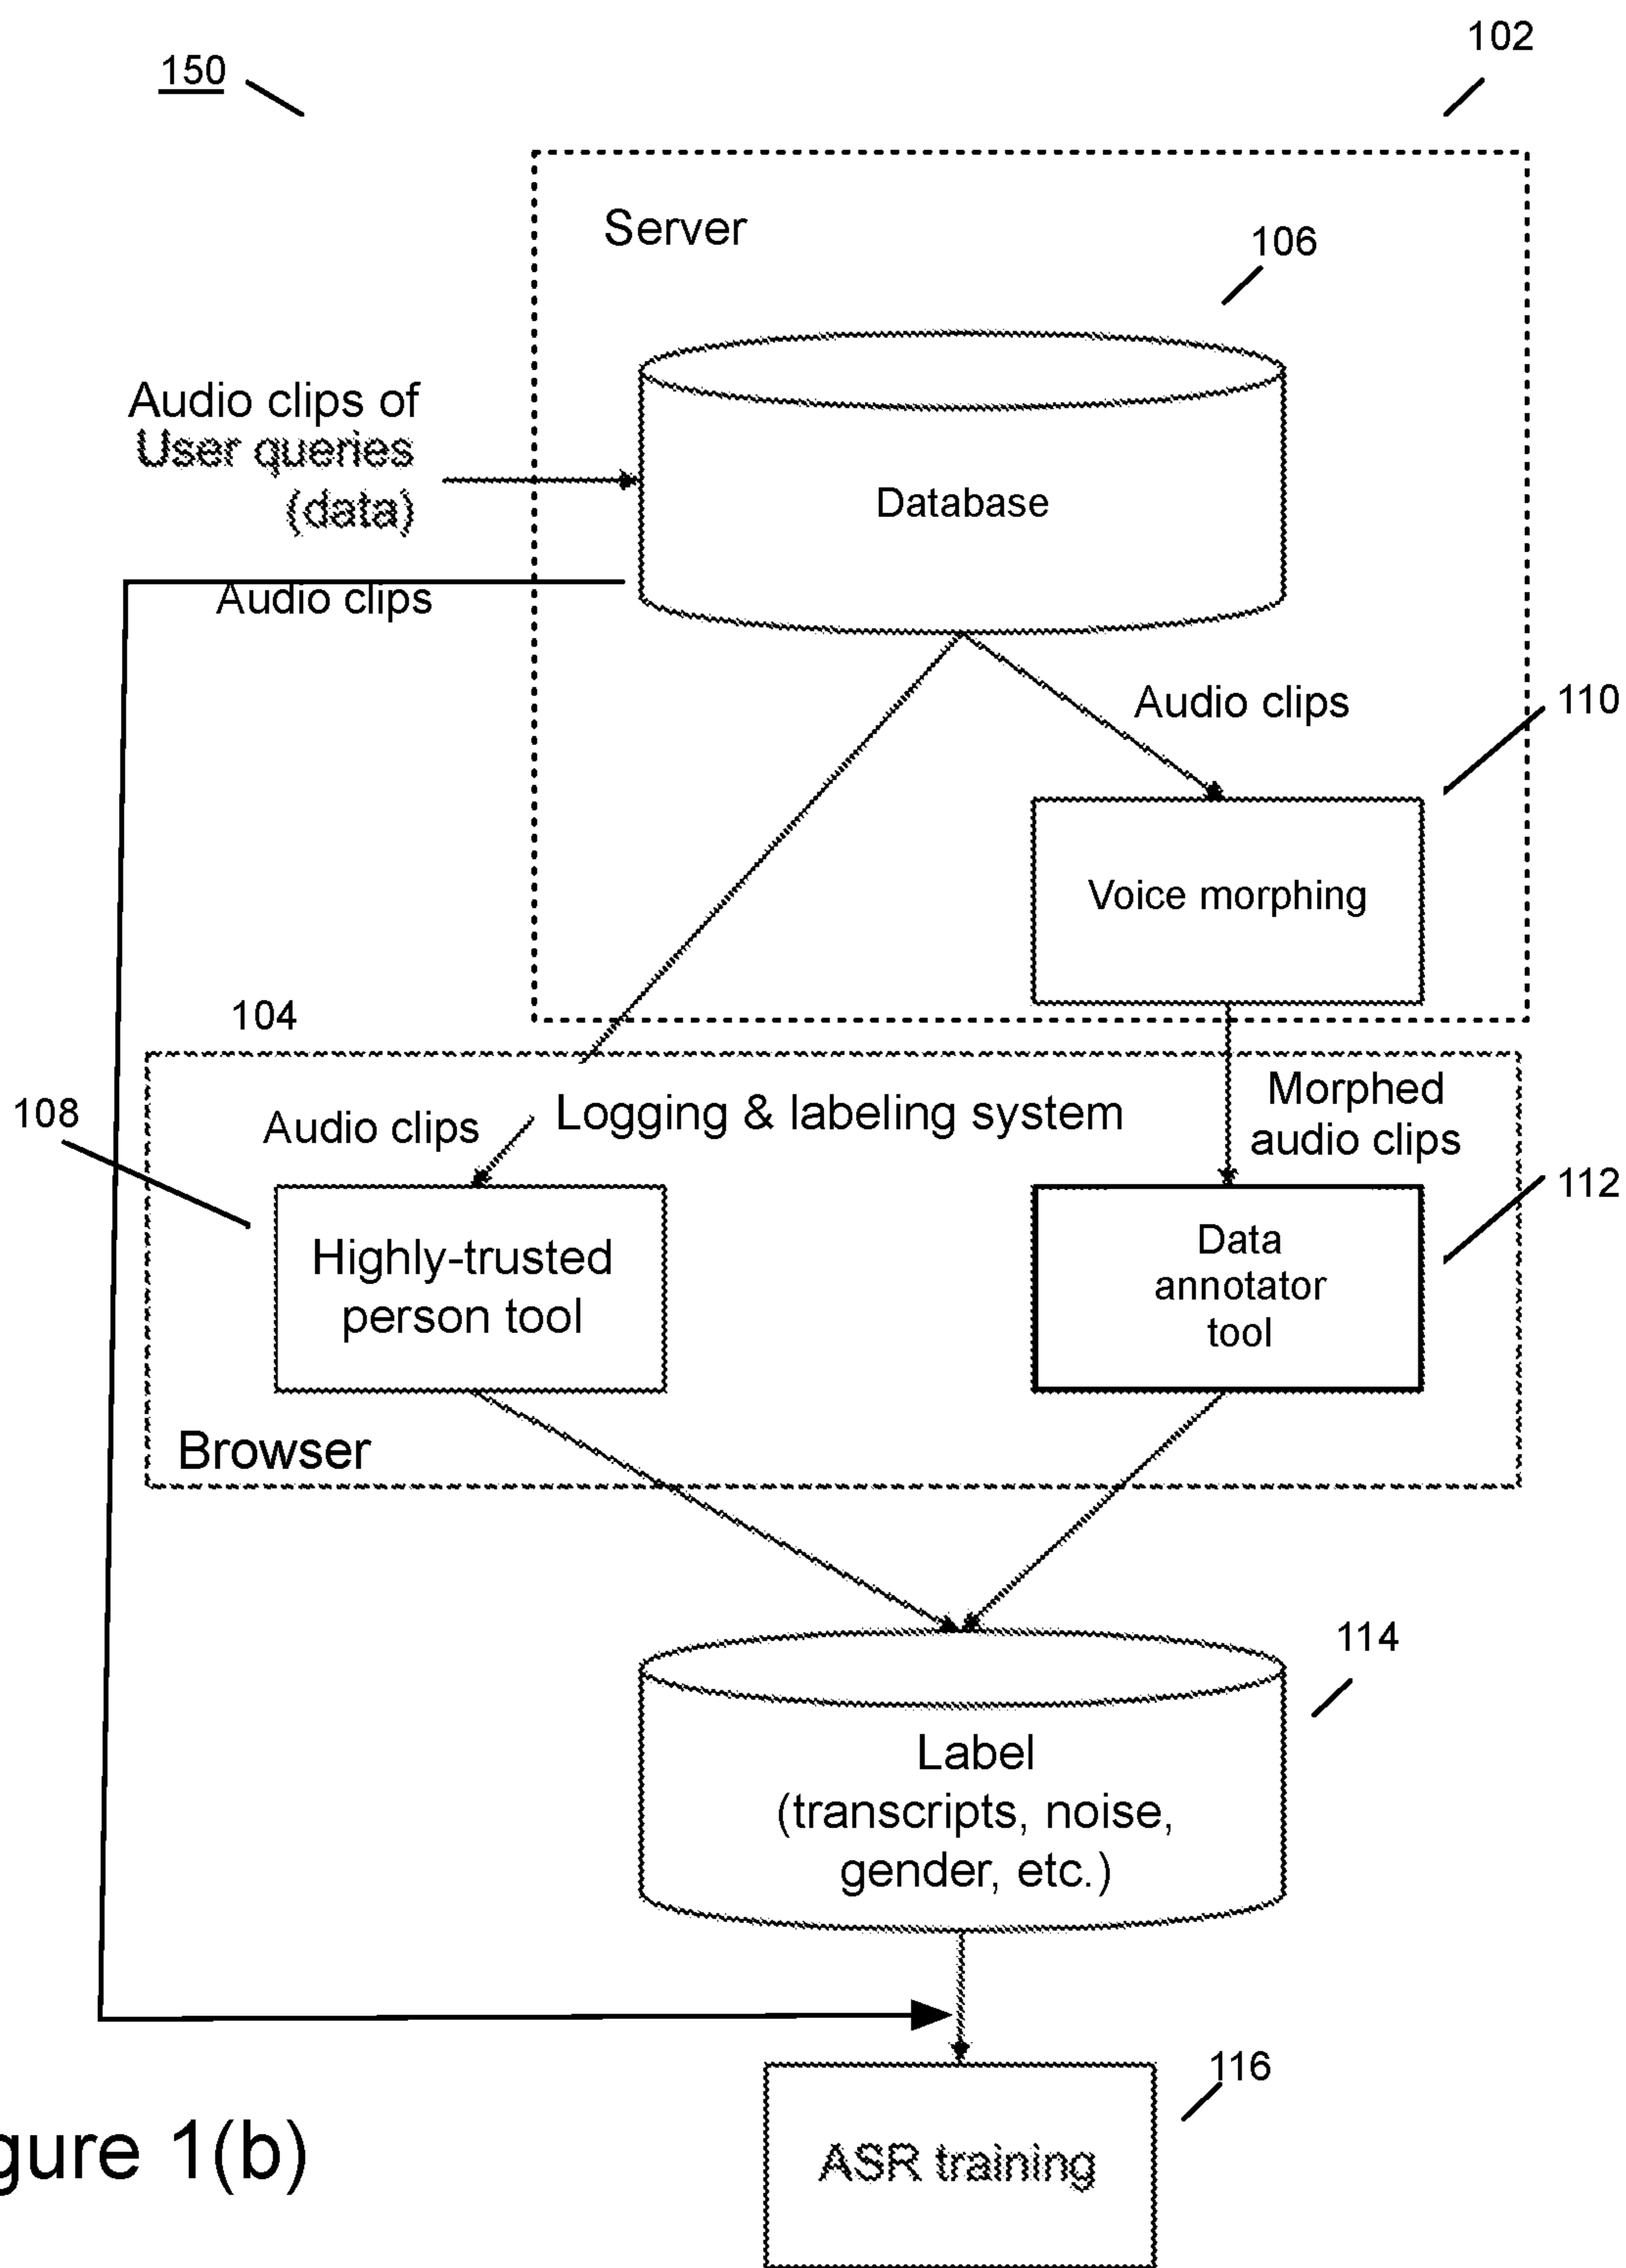 150
102
Server
106
Audio clips of
User queries
(data)
Database
Audio clips
Audio clips
110
Voice morphing
104
108
Audio clips
Logging & labeling system
Morphed
audio clips
112
Highly-trusted
person tool
Data
annotator
tool
Browser
114
Label
(transcripts, noise,
gender, etc.)
116
ASR training
gure 1(b)